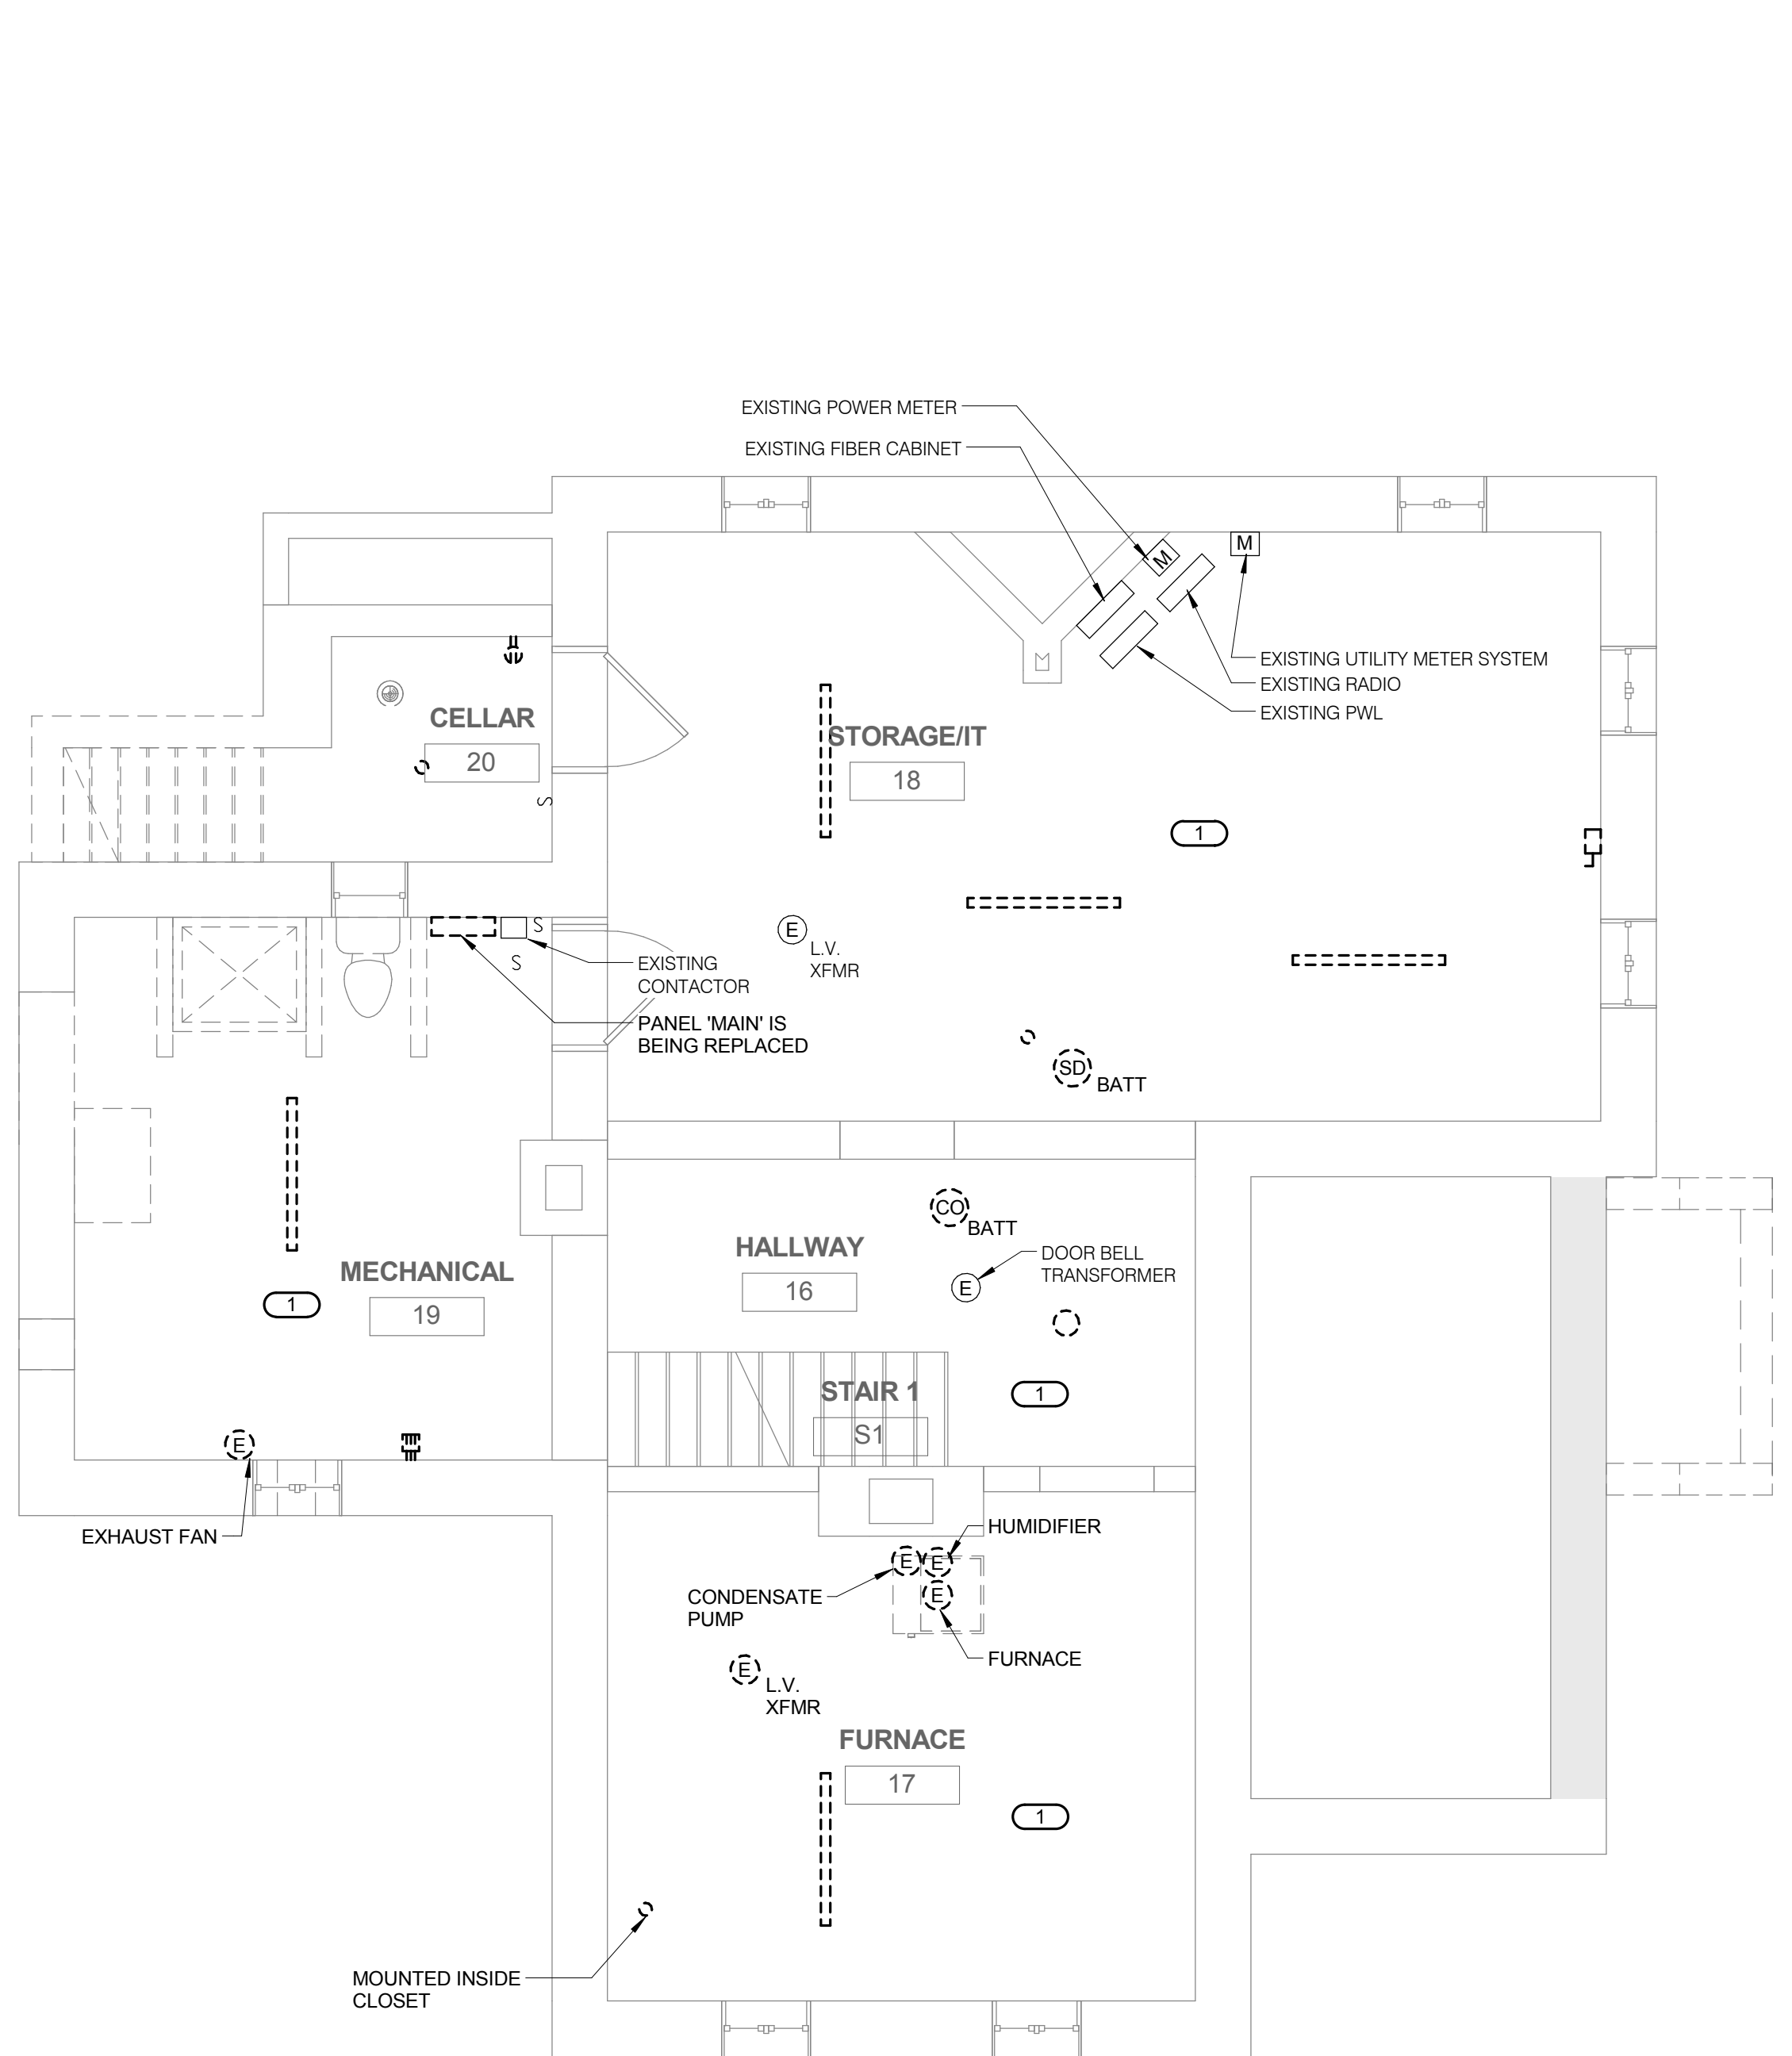 EXISTING POWER METER
EXISTING FIBER CABINET
M
M
EXISTING UTILITY METER SYSTEM
EXISTING RADIO
EXISTING PWL
CELLAR
20
S
STORAGE/IT
18
1
E
L.V.
XFMR
S
S
EXISTING
CONTACTOR
PANEL 'MAIN' IS
BEING REPLACED
SD
BATT
CO
BATT
HALLWAY
16
DOOR BELL
TRANSFORMER
E
MECHANICAL
19
1
STAIR 1
S1
1
E
EXHAUST FAN
HUMIDIFIER
E
E
E
CONDENSATE
PUMP
FURNACE
E
L.V.
XFMR
FURNACE
17
1
MOUNTED INSIDE
CLOSET